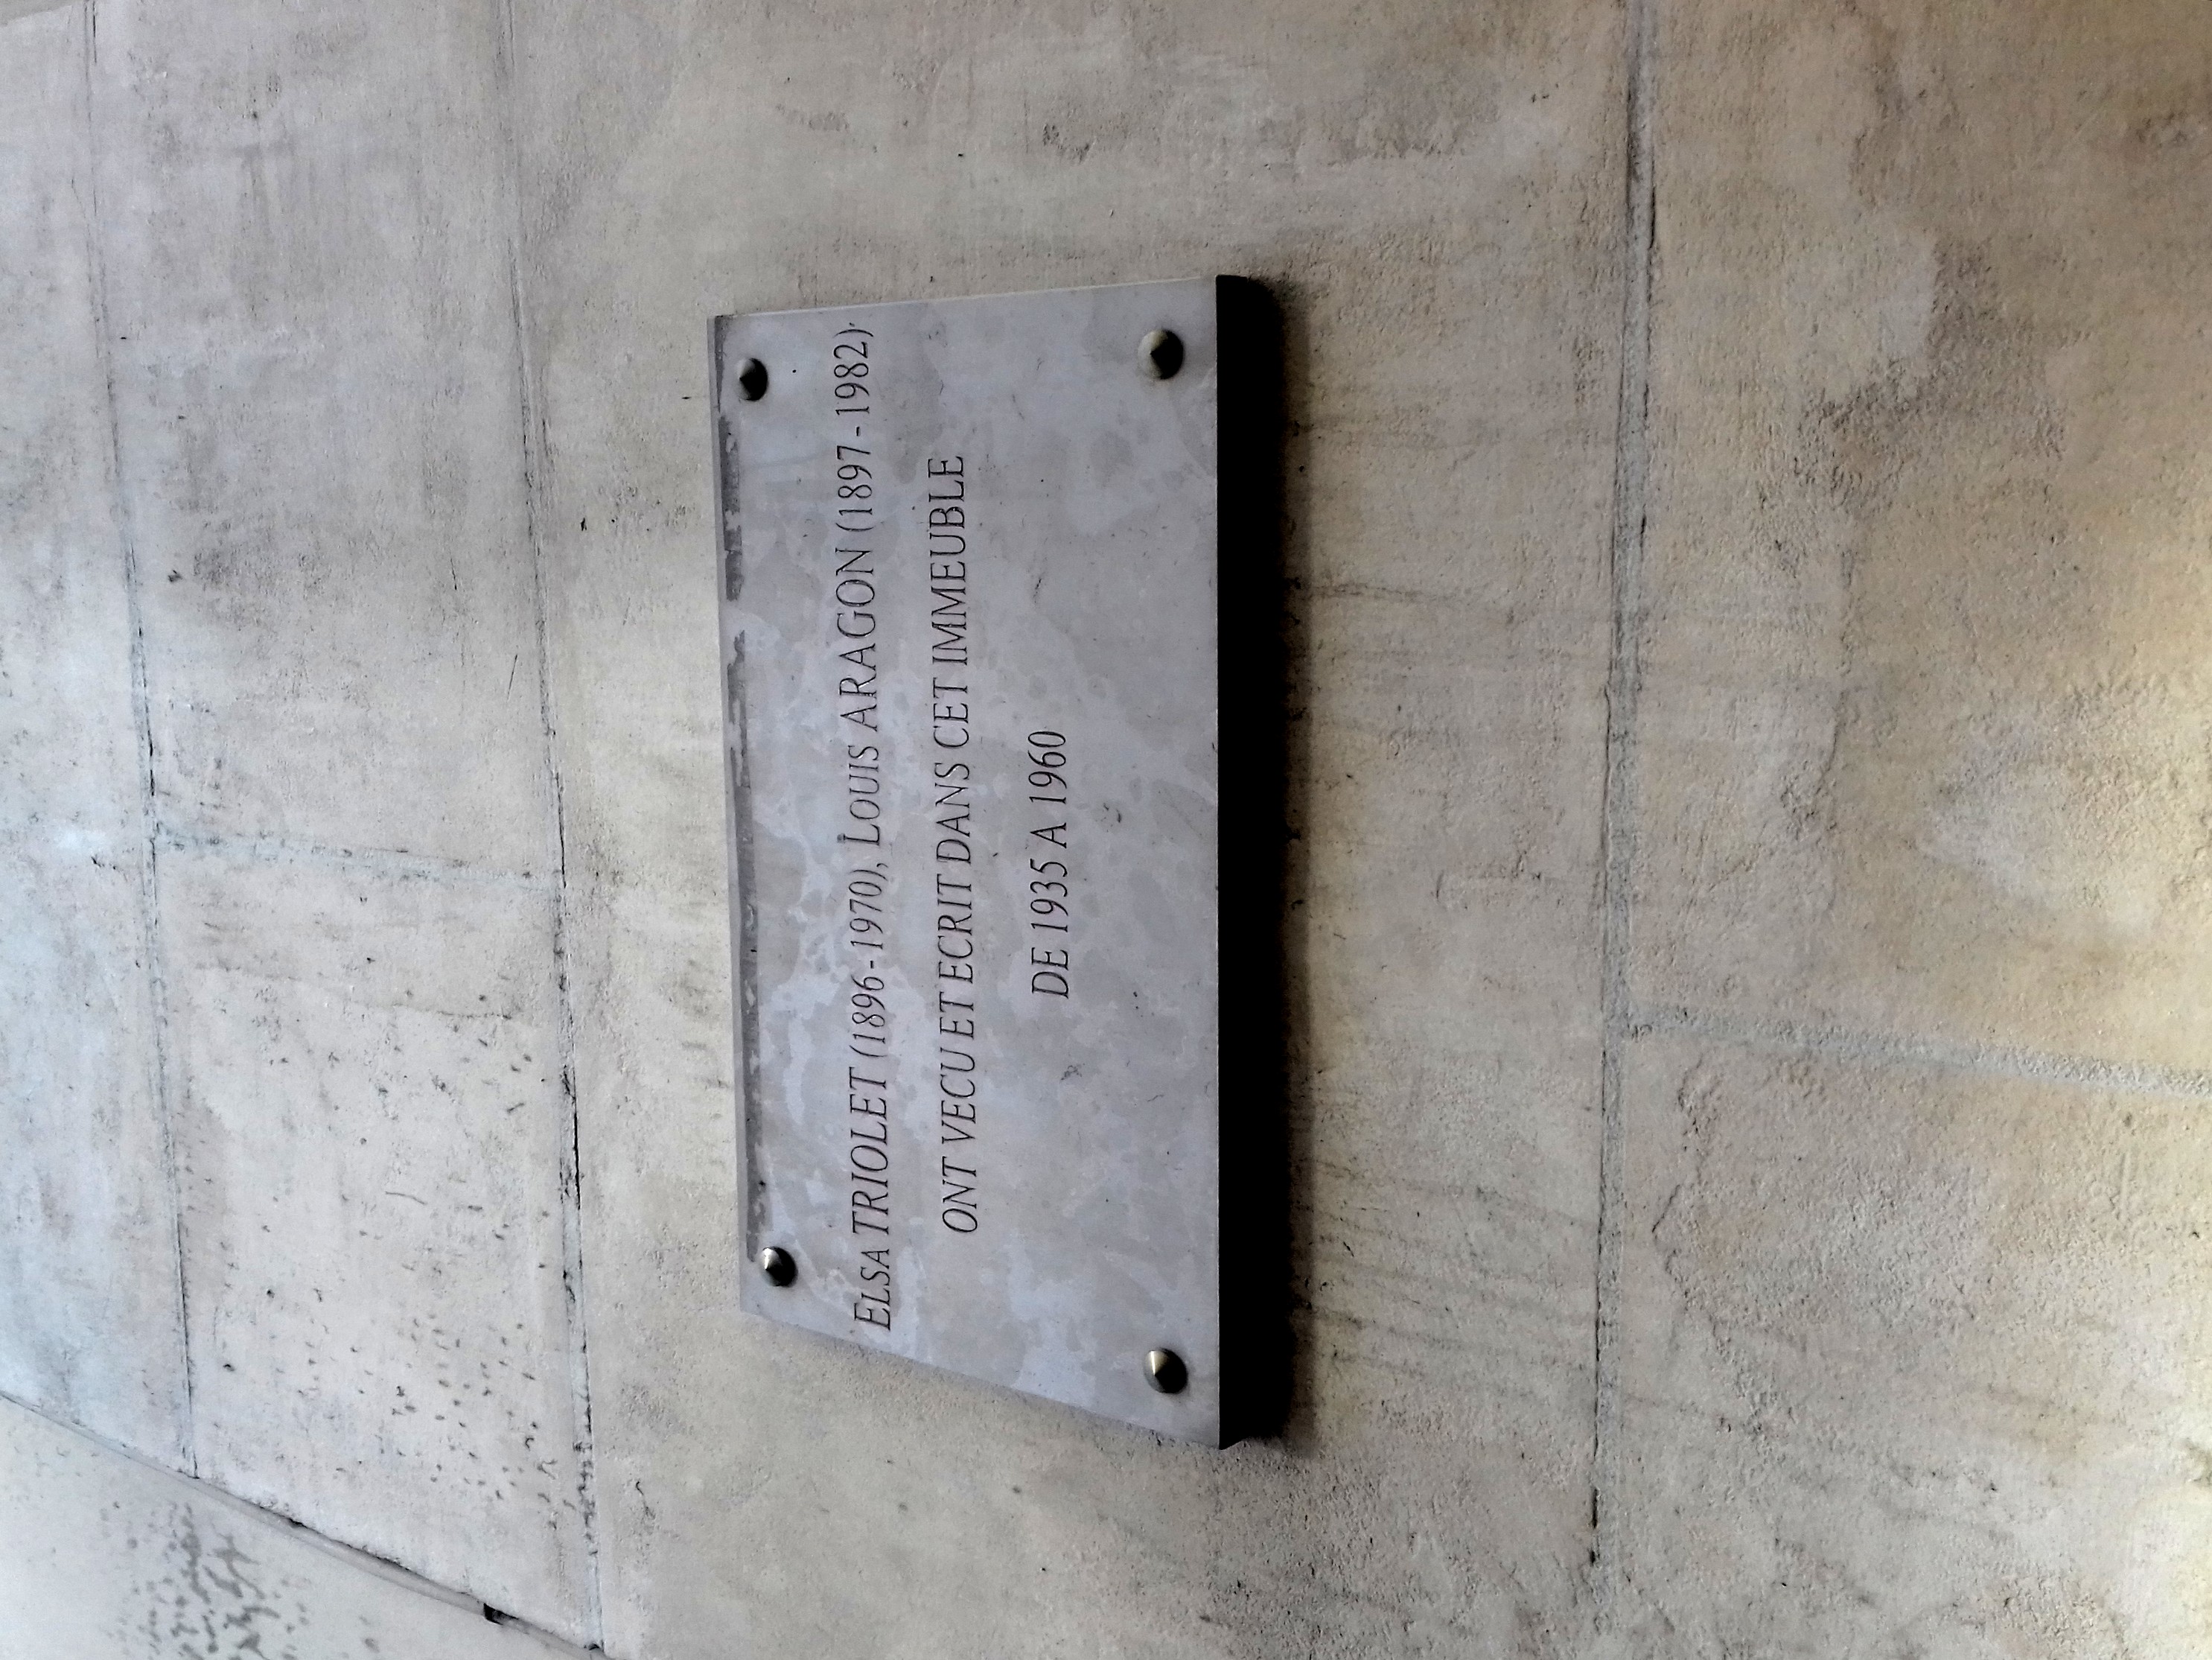 ELSA TRIOLET (1896-1970), LOUIS ARAGON (1897-1982)
ONT VECU ET ECRIT DANS CET IMMEUBLE
DE 1935 A 1960